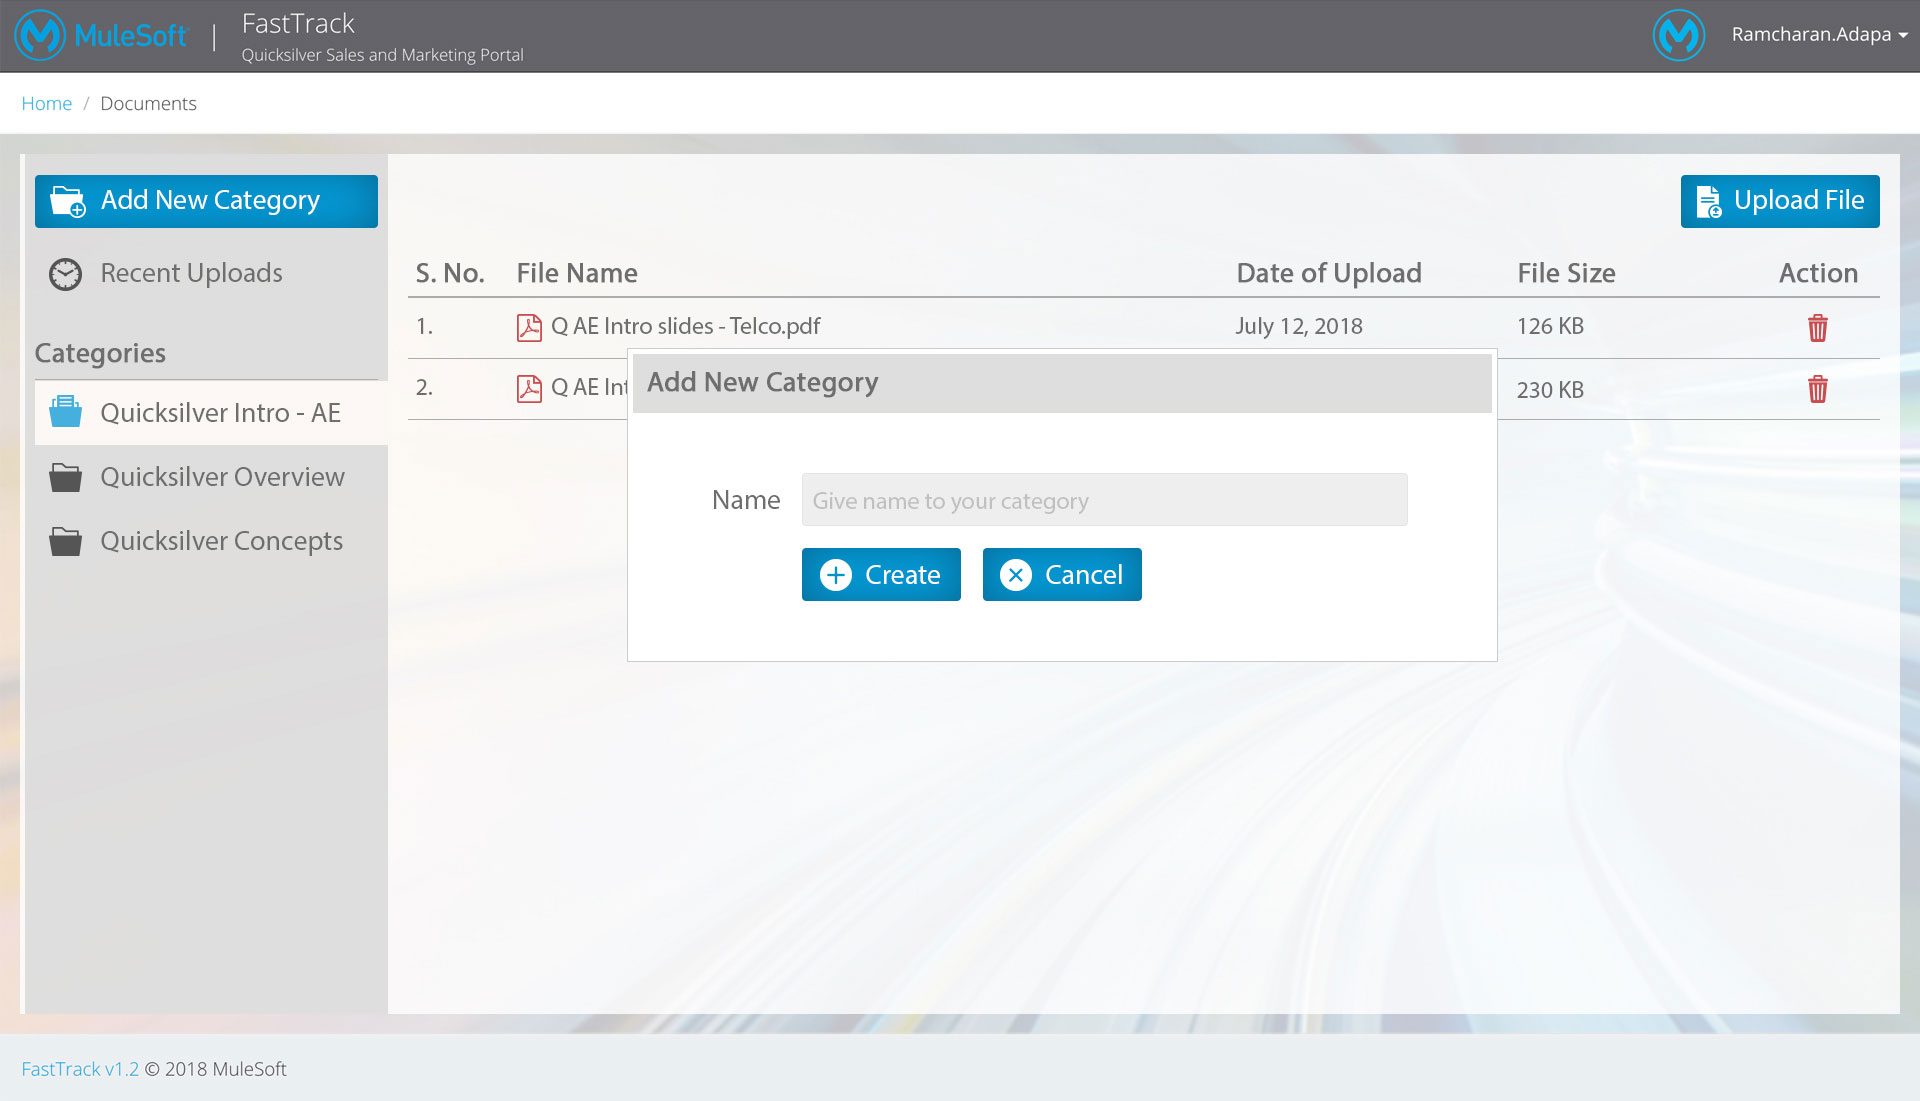 MuleSoft
FastTrack
Quicksilver Sales and Marketing Portal
Ramcharan.Adapa
Home / Documents
Add New Category
Upload File
Recent Uploads
S. No. File Name Date of Upload File Size Action
1. Q AE Intro slides - Telco.pdf July 12, 2018 126 KB
Categories
2. Q AE 230 KB
Quicksilver Intro - AE
Quicksilver Overview
Quicksilver Concepts
Add New Category
Name Give name to your category
Create Cancel
FastTrack v1.2 © 2018 MuleSoft